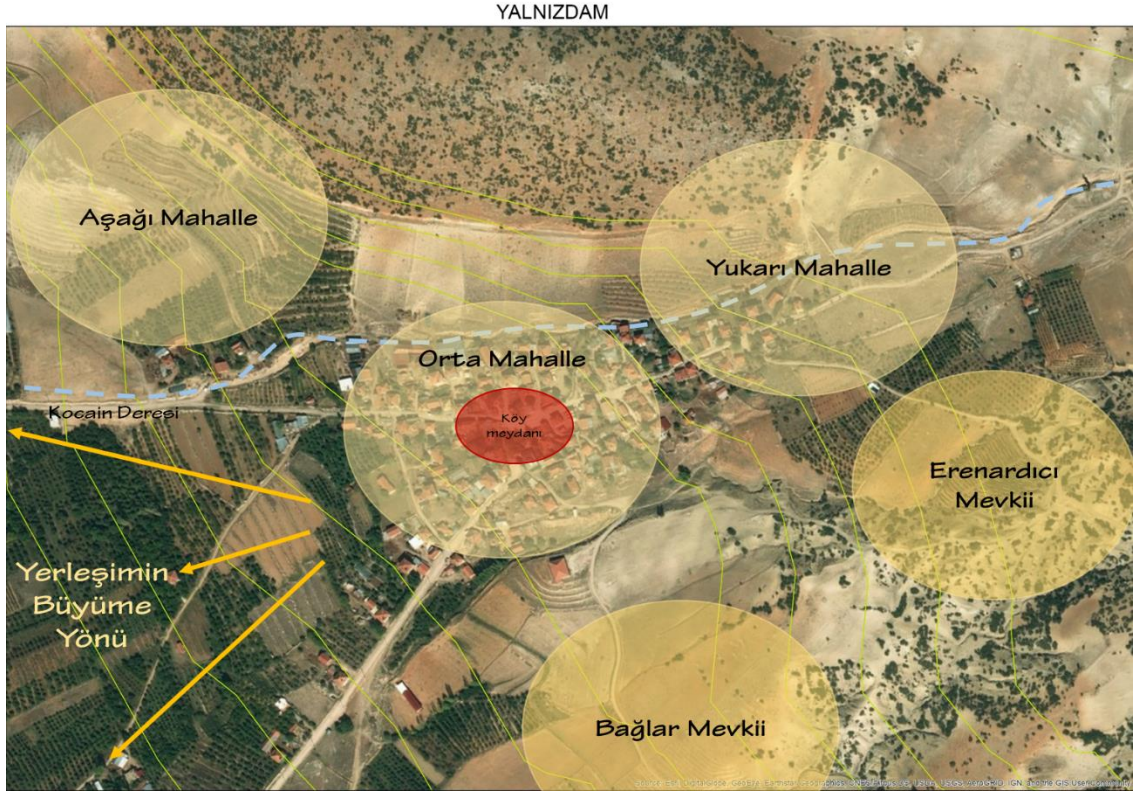 YALNIZDAM
Aşağı Mahalle
Yukarı Mahalle
Orta Mahalle
Köy
meydanı
Kocain Deresi
Erenardıcı
Mevkii
Yerleşimin
Büyüme
Yönü
Bağlar Mevkii